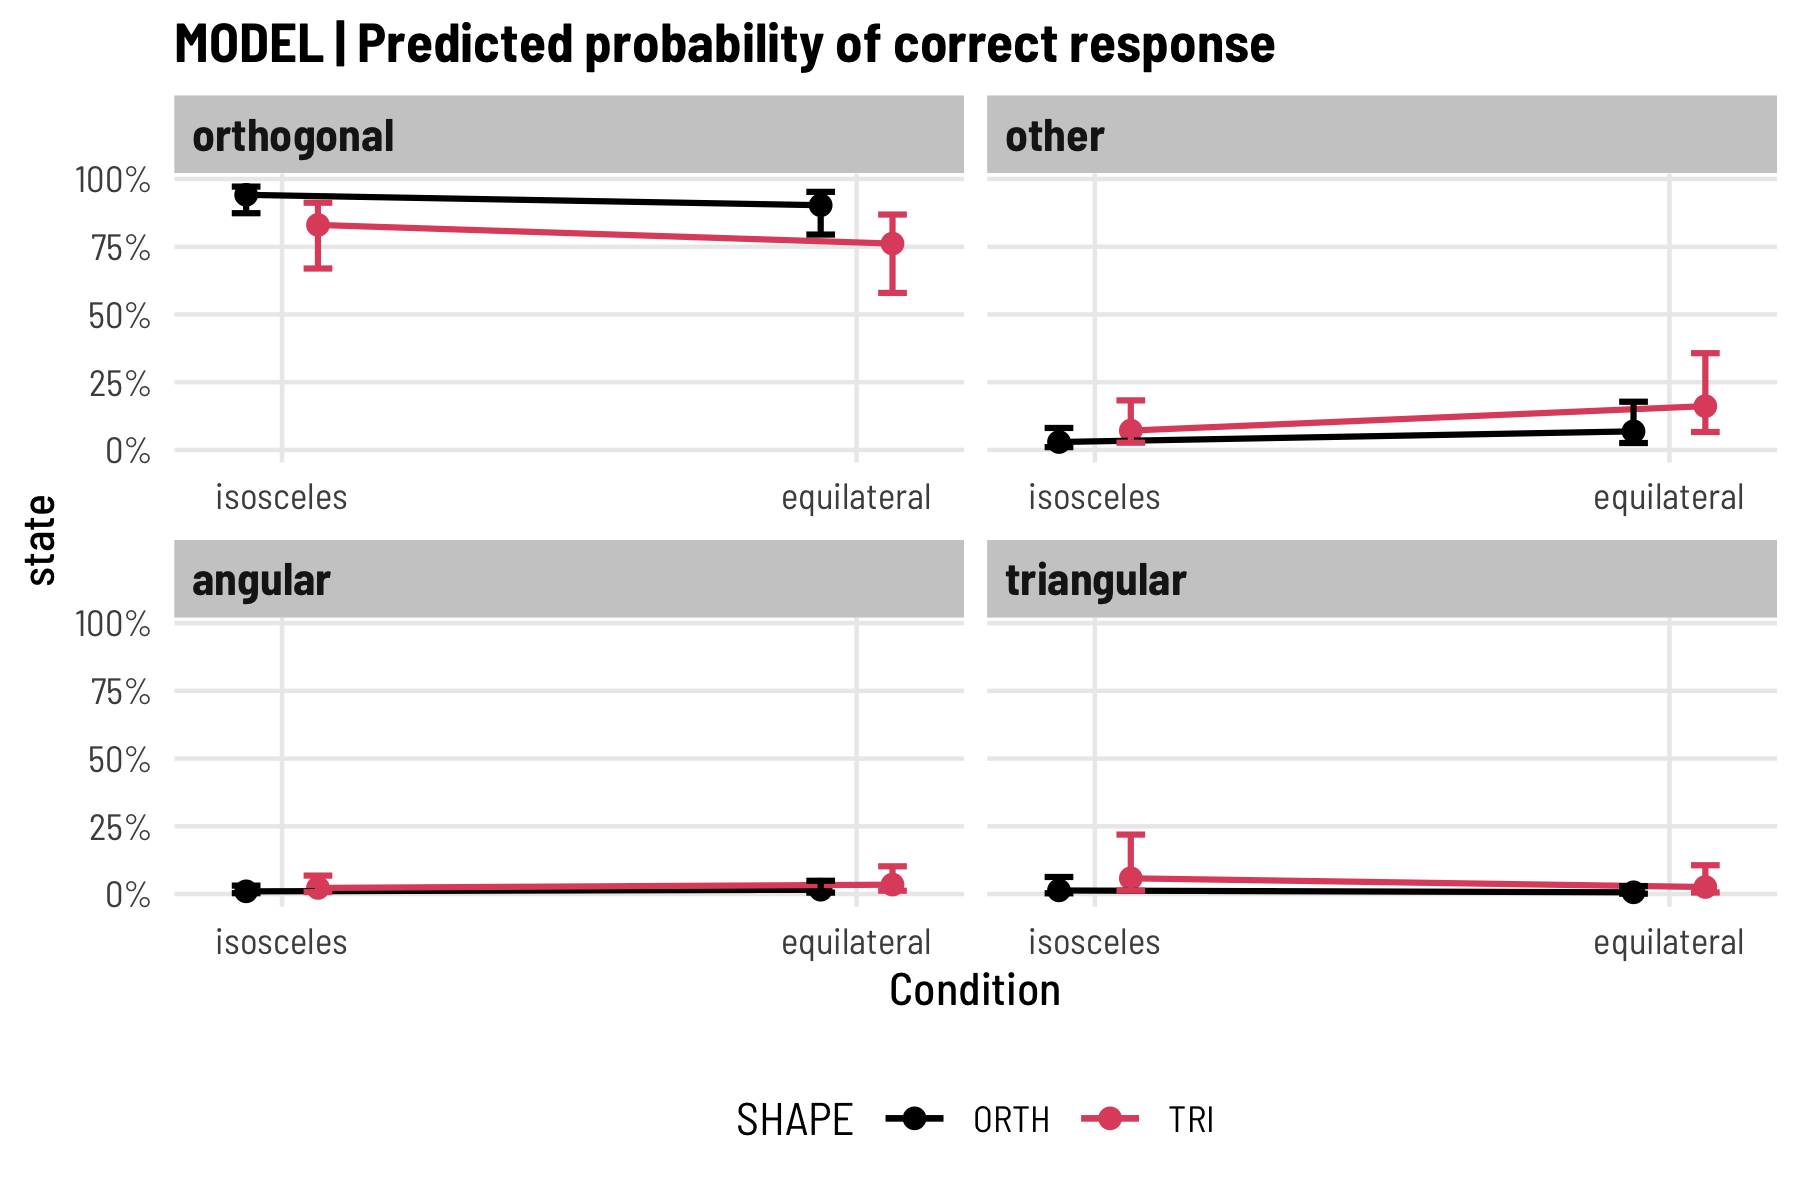 MODEL | Predicted probability of correct response
orthogonal
other
100%
75%
50%
25%
0%
isosceles
equilateral
isosceles
equilateral
state
angular
triangular
100%
75%
50%
25%
0%
isosceles
equilateral
isosceles
equilateral
Condition
SHAPE ORTH TRI